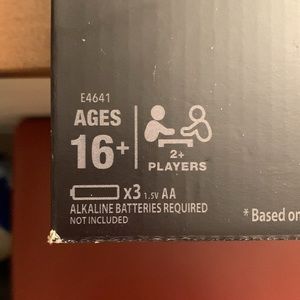 E4641
AGES
16+
2+
PLAYERS
x3 1.5V AA
ALKALINE BATTERIES REQUIRED
NOT INCLUDED
* Based on